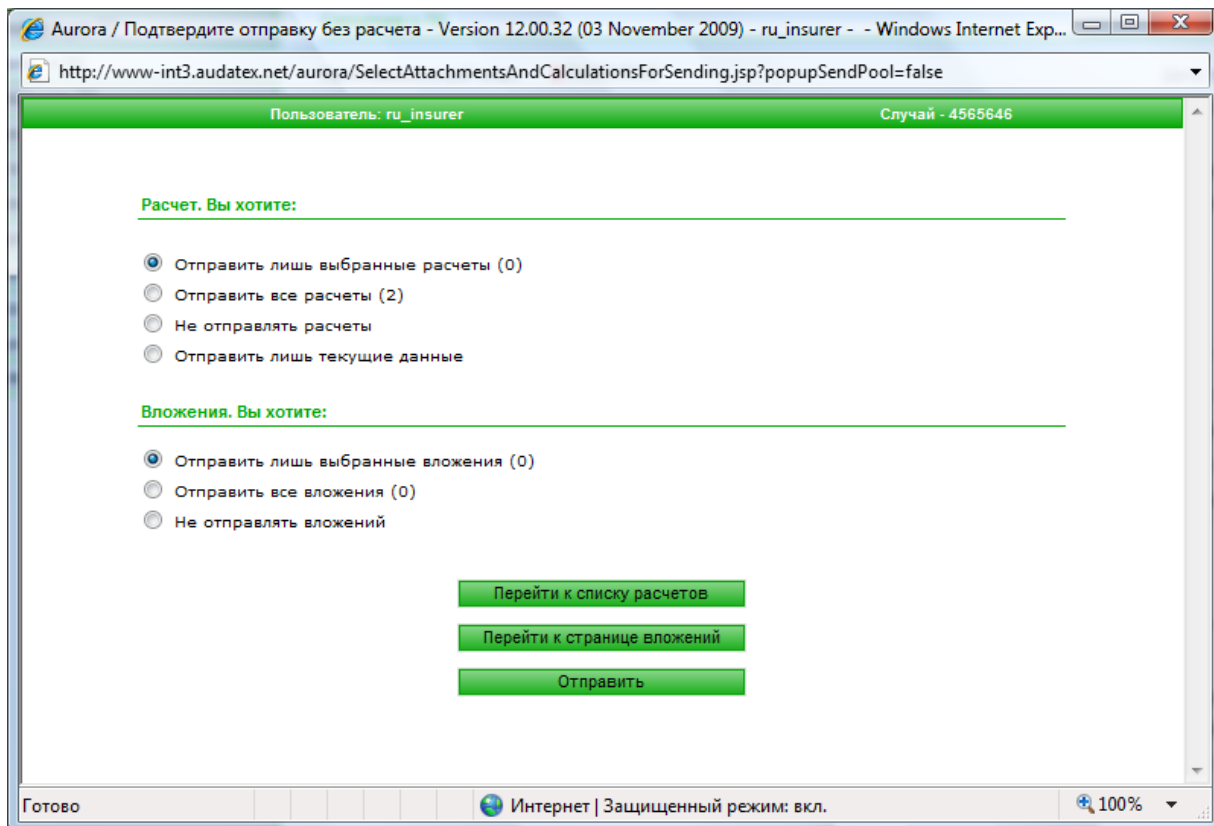 Aurora / Подтвердите отправку без расчета - Version 12.00.32 (03 November 2009) - ru_insurer - - Windows Internet Exp...
http://www-int3.audatex.net/aurora/SelectAttachmentsAndCalculationsForSending.jsp?popupSendPool=false
Пользователь: ru_insurer Случай - 4565646
Расчет. Вы хотите:
Отправить лишь выбранные расчеты (0)
Отправить все расчеты (2)
Не отправлять расчеты
Отправить лишь текущие данные
Вложения. Вы хотите:
Отправить лишь выбранные вложения (0)
Отправить все вложения (0)
Не отправлять вложений
Перейти к списку расчетов
Перейти к странице вложений
Отправить
Готово Интернет | Защищенный режим: вкл. 100%